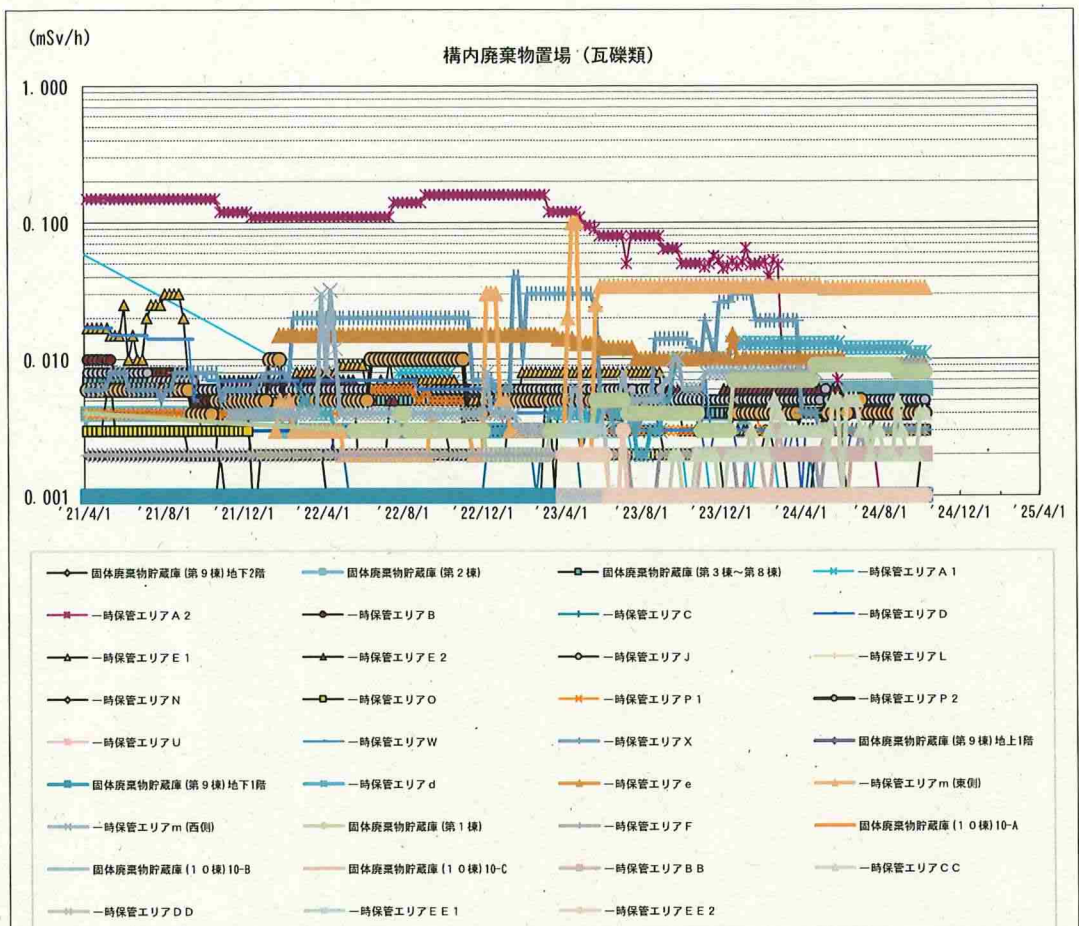 (mSv/h)
構内廃棄物置場（瓦礫類）
1.000
0.100
0.010
0.001
'21/4/1 '21/8/1 '21/12/1 '22/4/1 '22/8/1 '22/12/1 '23/4/1 '23/8/1 '23/12/1 '24/4/1 '24/8/1 '24/12/1 '25/4/1
固体廃棄物貯蔵庫(第９棟)地下2階 固体廃棄物貯蔵庫(第２棟) 固体廃棄物貯蔵庫(第３棟～第８棟) 一時保管エリアＡ１
一時保管エリアＡ２ 一時保管エリアＢ 一時保管エリアＣ 一時保管エリアＤ
一時保管エリアＥ１ 一時保管エリアＥ２ 一時保管エリアＪ 一時保管エリアＬ
一時保管エリアＮ 一時保管エリアＯ 一時保管エリアＰ１ 一時保管エリアＰ２
一時保管エリアＵ 一時保管エリアＷ 一時保管エリアＸ 固体廃棄物貯蔵庫(第９棟)地上1階
固体廃棄物貯蔵庫(第９棟)地下1階 一時保管エリアｄ 一時保管エリアｅ 一時保管エリアｍ(東側)
一時保管エリアｍ(西側) 固体廃棄物貯蔵庫(第１棟) 一時保管エリアＦ 固体廃棄物貯蔵庫(１０棟)10-A
固体廃棄物貯蔵庫(１０棟)10-B 固体廃棄物貯蔵庫(１０棟)10-C 一時保管エリアＢＢ 一時保管エリアＣＣ
一時保管エリアＤＤ 一時保管エリアＥＥ１ 一時保管エリアＥＥ２